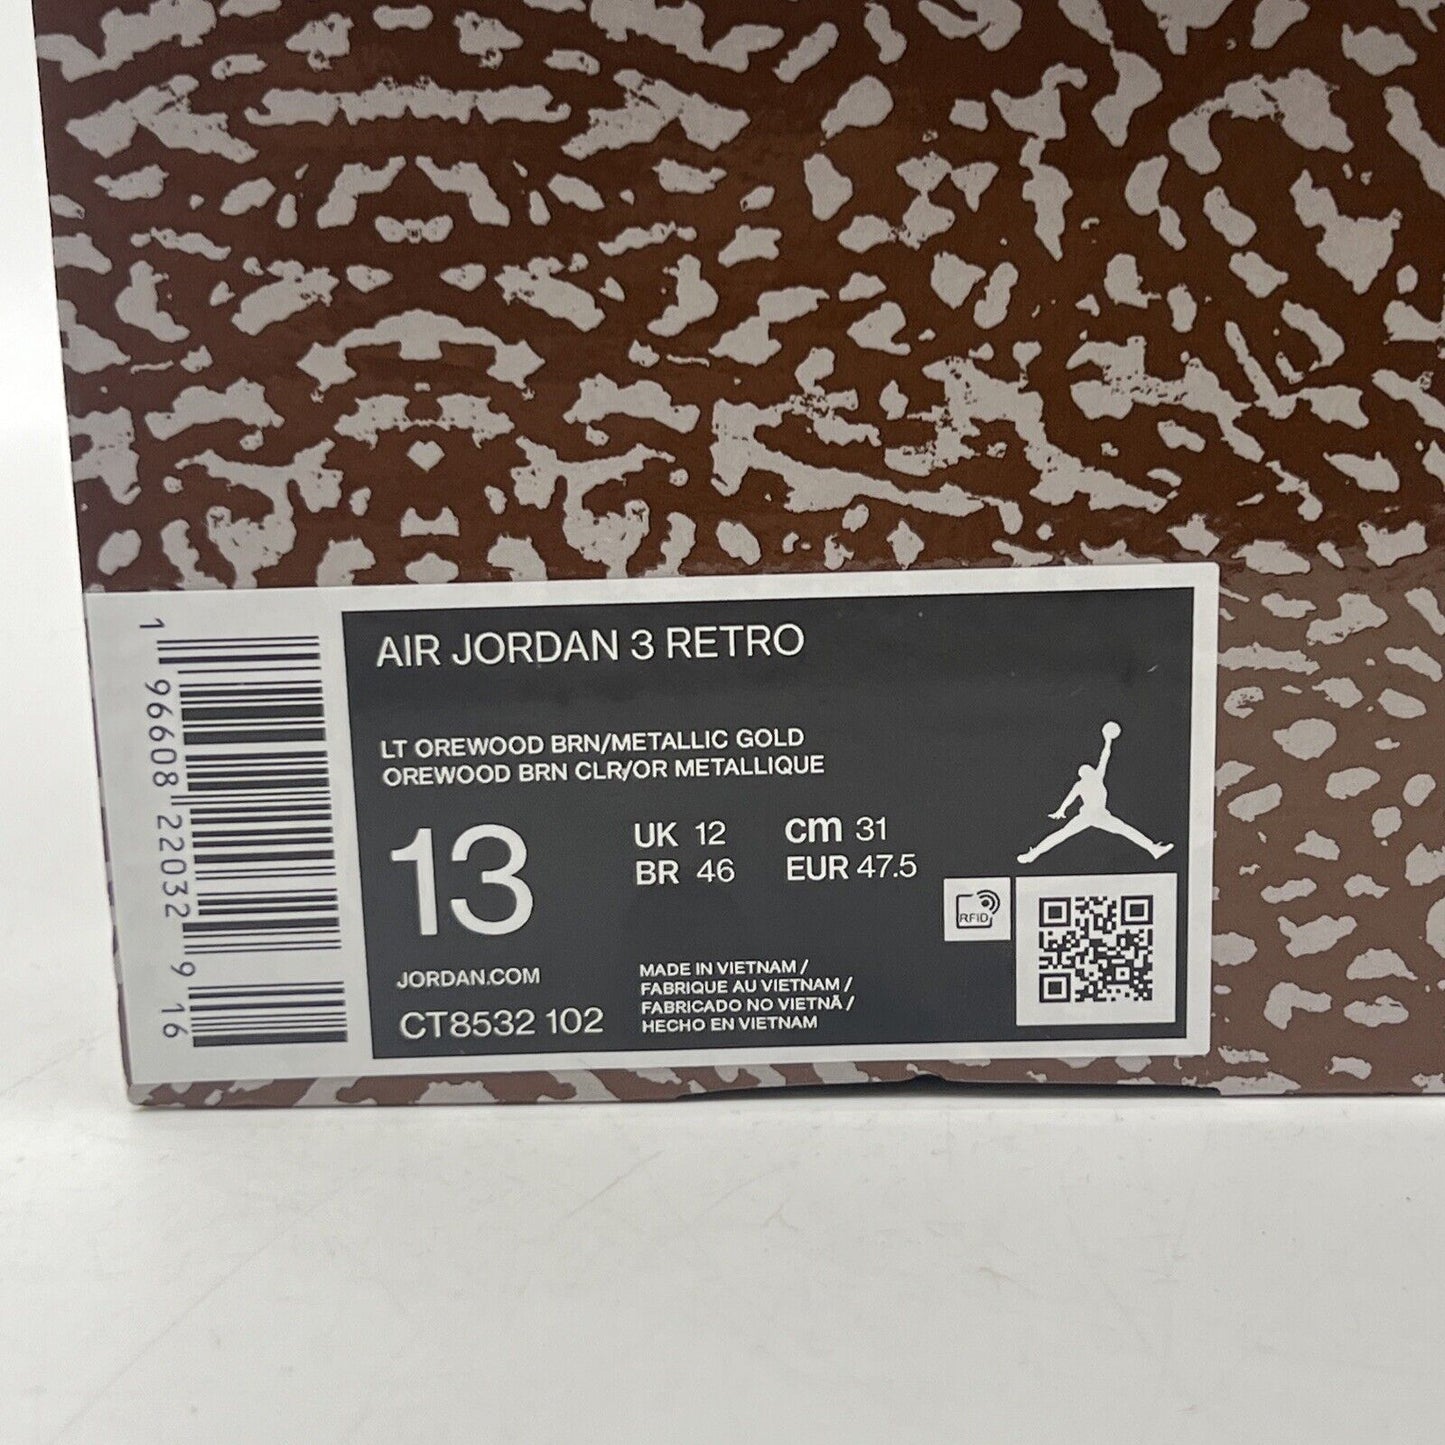 AIR JORDAN 3 RETRO
LT OREWOOD BRN/METALLIC GOLD
OREWOOD BRN CLR/OR METALLIQUE
13
UK 12 cm 31
BR 46 EUR 47.5
RFID
JORDAN.COM
CT8532 102
MADE IN VIETNAM /
FABRIQUE AU VIETNAM /
FABRICADO NO VIETNÃ /
HECHO EN VIETNAM
1 96608 22032 9 16